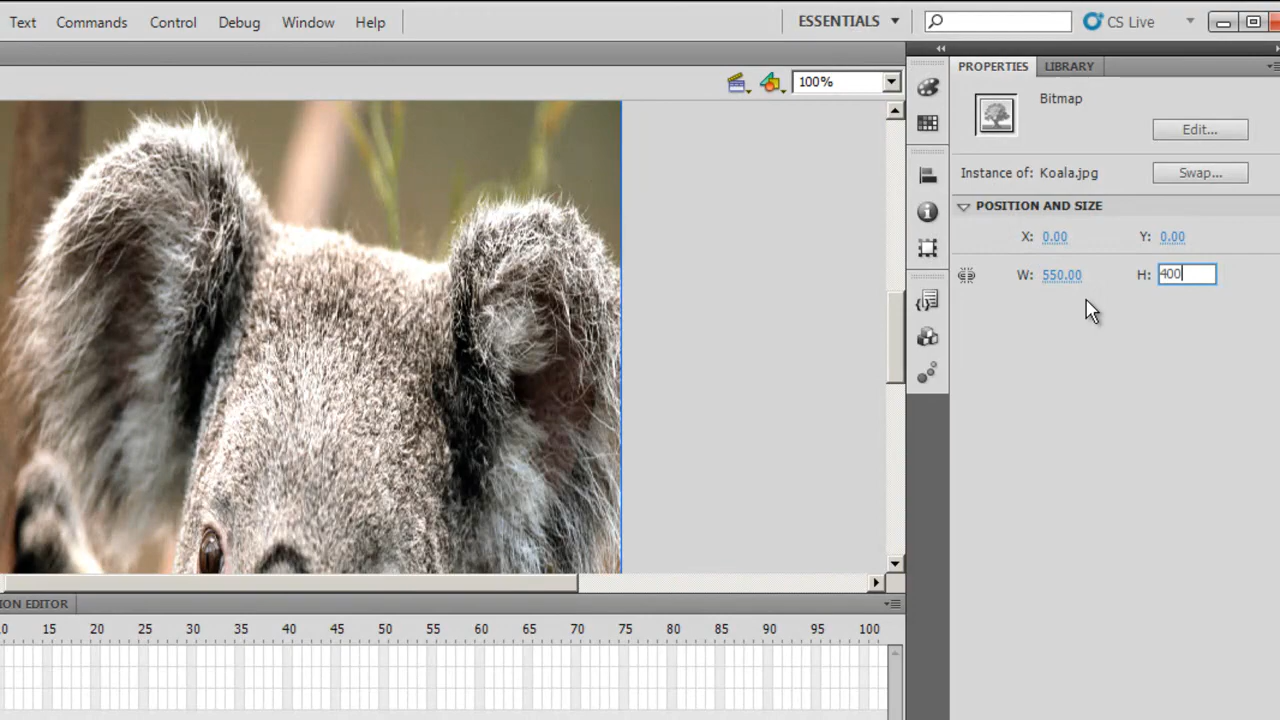 Text Commands Control Debug Window Help ESSENTIALS CS Live
100%
PROPERTIES LIBRARY
Bitmap
Edit...
Instance of: Koala.jpg Swap...
POSITION AND SIZE
X: 0.00 Y: 0.00
W: 550.00 H: 400
ION EDITOR
0 15 20 25 30 35 40 45 50 55 60 65 70 75 80 85 90 95 100